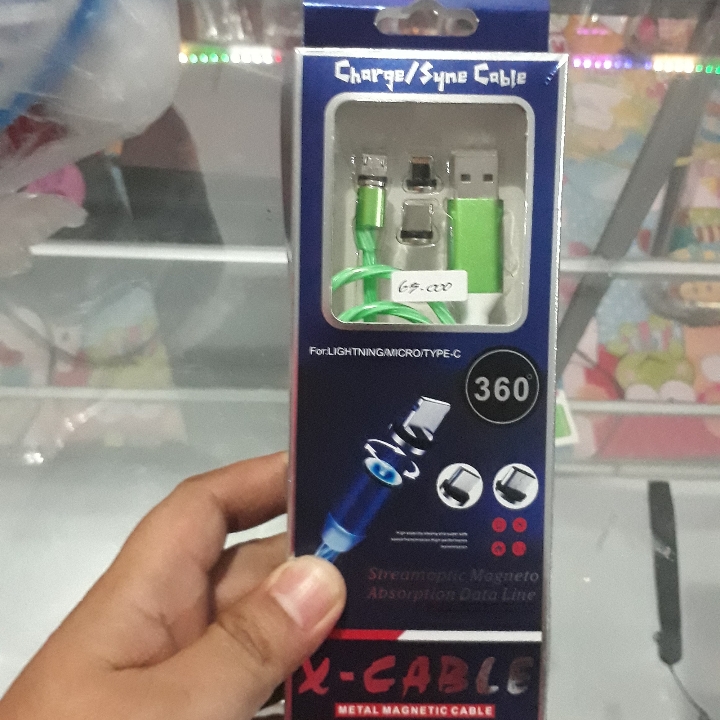 Charge/Syne Cable
65.000
For:LIGHTNING/MICRO/TYPE-C
360°
Streamoptic Magneto
Absorption Data Line
X-CABLE
METAL MAGNETIC CABLE